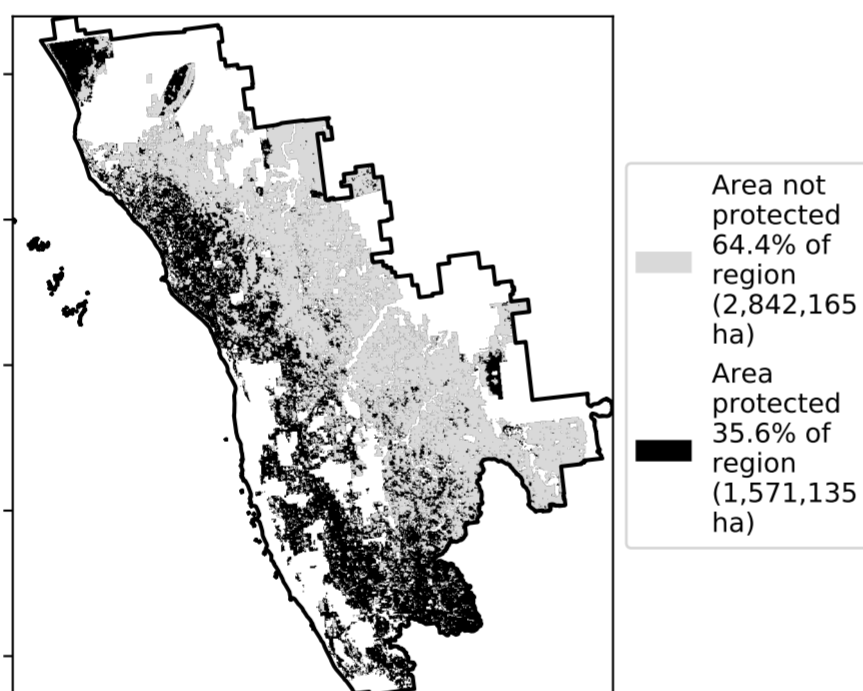 Area not
protected
64.4% of
region
(2,842,165
ha)
Area
protected
35.6% of
region
(1,571,135
ha)